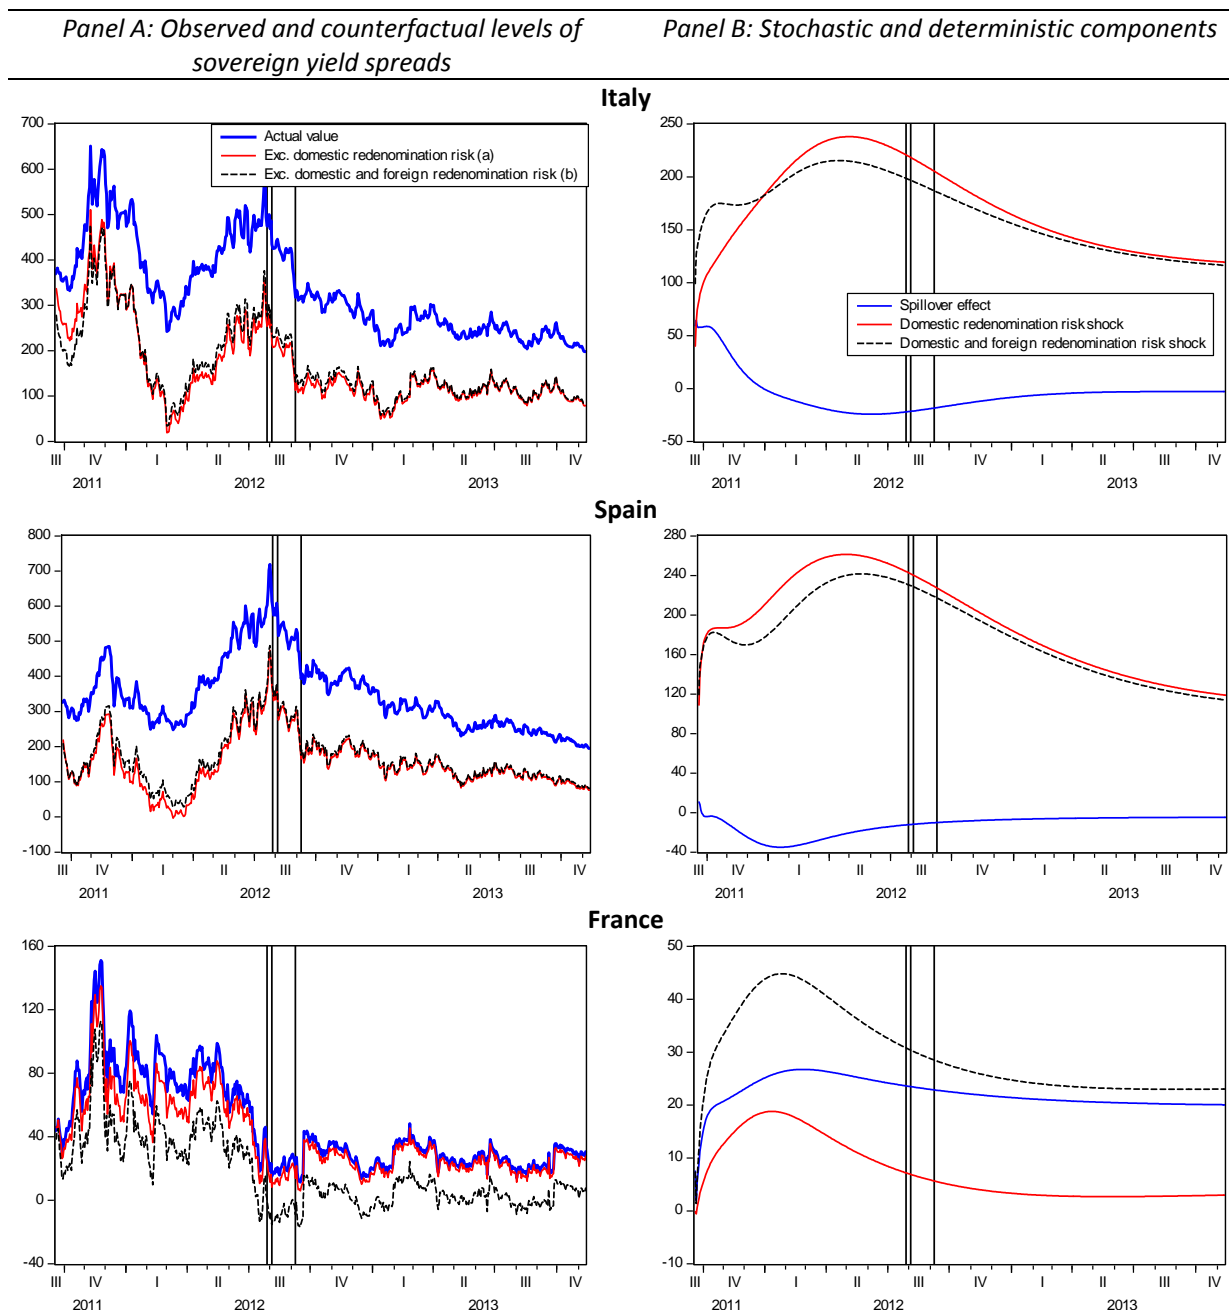 Panel A: Observed and counterfactual levels of
sovereign yield spreads
Panel B: Stochastic and deterministic components
Italy
700
600
500
400
300
200
100
0
Actual value
Exc. domestic redenomination risk (a)
Exc. domestic and foreign redenomination risk (b)
III IV I II III IV I II III IV
2011 2012 2013
250
200
150
100
50
0
-50
Spillover effect
Domestic redenomination risk shock
Domestic and foreign redenomination risk shock
III IV I II III IV I II III IV
2011 2012 2013
Spain
800
700
600
500
400
300
200
100
0
-100
III IV I II III IV I II III IV
2011 2012 2013
280
240
200
160
120
80
40
0
-40
III IV I II III IV I II III IV
2011 2012 2013
France
160
120
80
40
0
-40
III IV I II III IV I II III IV
2011 2012 2013
50
40
30
20
10
0
-10
III IV I II III IV I II III IV
2011 2012 2013